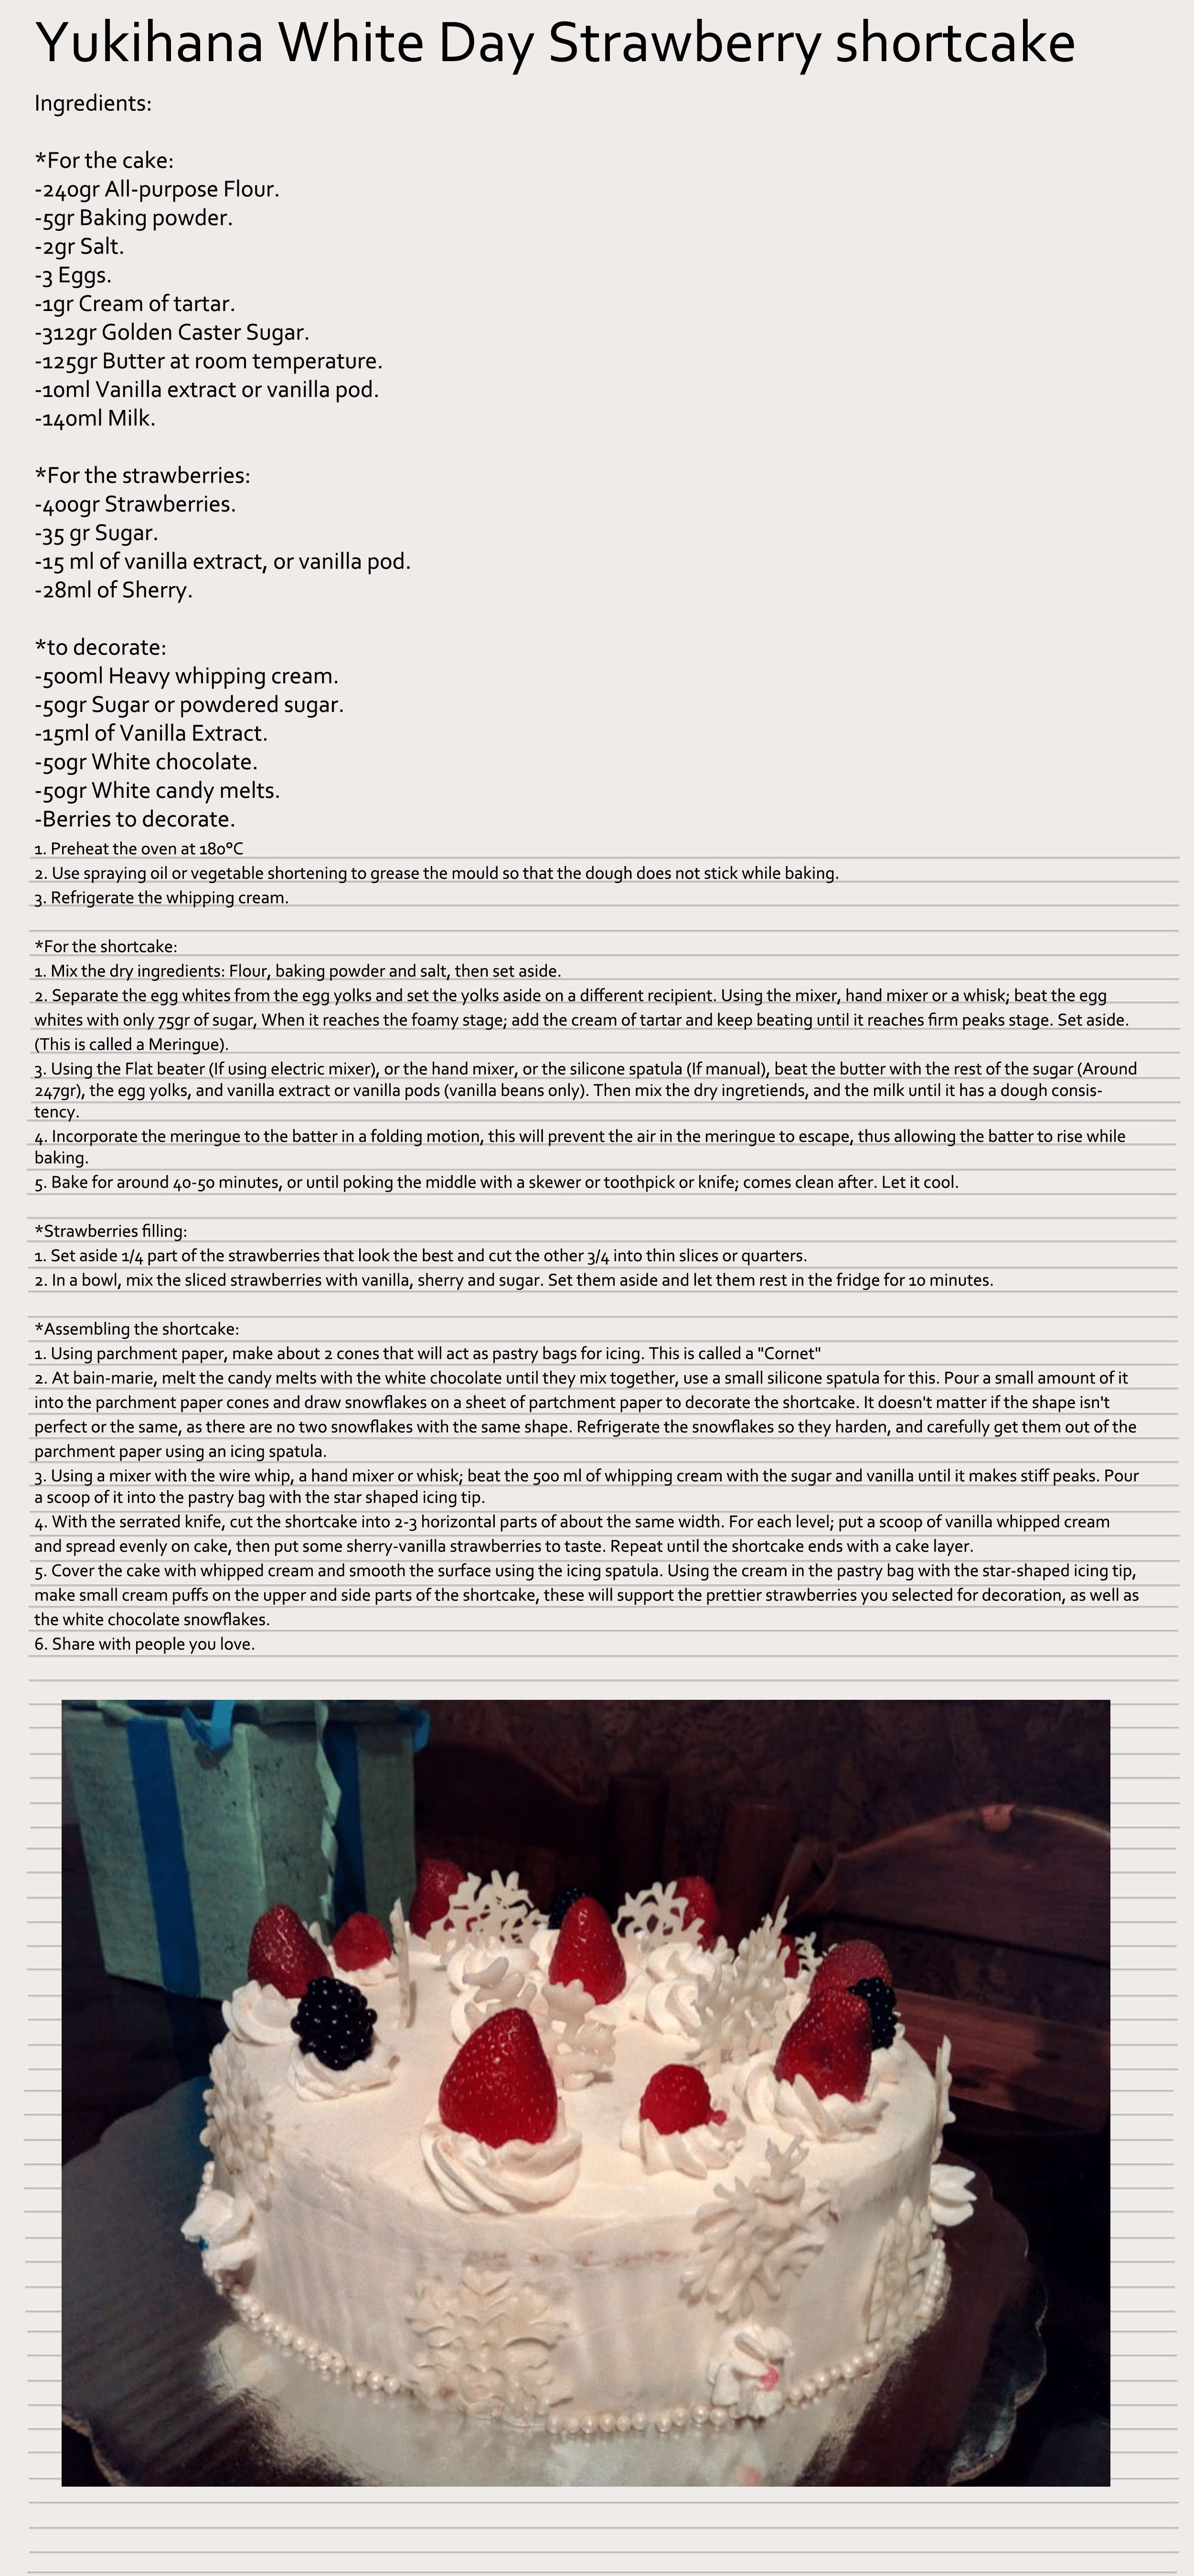 Yukihana White Day Strawberry shortcake
Ingredients:
*For the cake:
-240gr All-purpose Flour.
-5gr Baking powder.
-2gr Salt.
-3 Eggs.
-1gr Cream of tartar.
-312gr Golden Caster Sugar.
-125gr Butter at room temperature.
-10ml Vanilla extract or vanilla pod.
-140ml Milk.
*For the strawberries:
-400gr Strawberries.
-35 gr Sugar.
-15 ml of vanilla extract, or vanilla pod.
-28ml of Sherry.
*to decorate:
-500ml Heavy whipping cream.
-50gr Sugar or powdered sugar.
-15ml of Vanilla Extract.
-50gr White chocolate.
-50gr White candy melts.
-Berries to decorate.
1. Preheat the oven at 180ºC
2. Use spraying oil or vegetable shortening to grease the mould so that the dough does not stick while baking.
3. Refrigerate the whipping cream.
*For the shortcake:
1. Mix the dry ingredients: Flour, baking powder and salt, then set aside.
2. Separate the egg whites from the egg yolks and set the yolks aside on a different recipient. Using the mixer, hand mixer or a whisk; beat the egg
whites with only 75gr of sugar, When it reaches the foamy stage; add the cream of tartar and keep beating until it reaches firm peaks stage. Set aside.
(This is called a Meringue).
3. Using the Flat beater (If using electric mixer), or the hand mixer, or the silicone spatula (If manual), beat the butter with the rest of the sugar (Around
247gr), the egg yolks, and vanilla extract or vanilla pods (vanilla beans only). Then mix the dry ingretiends, and the milk until it has a dough consis-
tency.
4. Incorporate the meringue to the batter in a folding motion, this will prevent the air in the meringue to escape, thus allowing the batter to rise while
baking.
5. Bake for around 40-50 minutes, or until poking the middle with a skewer or toothpick or knife; comes clean after. Let it cool.
*Strawberries filling:
1. Set aside 1/4 part of the strawberries that look the best and cut the other 3/4 into thin slices or quarters.
2. In a bowl, mix the sliced strawberries with vanilla, sherry and sugar. Set them aside and let them rest in the fridge for 10 minutes.
*Assembling the shortcake:
1. Using parchment paper, make about 2 cones that will act as pastry bags for icing. This is called a "Cornet"
2. At bain-marie, melt the candy melts with the white chocolate until they mix together, use a small silicone spatula for this. Pour a small amount of it
into the parchment paper cones and draw snowflakes on a sheet of partchment paper to decorate the shortcake. It doesn't matter if the shape isn't
perfect or the same, as there are no two snowflakes with the same shape. Refrigerate the snowflakes so they harden, and carefully get them out of the
parchment paper using an icing spatula.
3. Using a mixer with the wire whip, a hand mixer or whisk; beat the 500 ml of whipping cream with the sugar and vanilla until it makes stiff peaks. Pour
a scoop of it into the pastry bag with the star shaped icing tip.
4. With the serrated knife, cut the shortcake into 2-3 horizontal parts of about the same width. For each level; put a scoop of vanilla whipped cream
and spread evenly on cake, then put some sherry-vanilla strawberries to taste. Repeat until the shortcake ends with a cake layer.
5. Cover the cake with whipped cream and smooth the surface using the icing spatula. Using the cream in the pastry bag with the star-shaped icing tip,
make small cream puffs on the upper and side parts of the shortcake, these will support the prettier strawberries you selected for decoration, as well as
the white chocolate snowflakes.
6. Share with people you love.